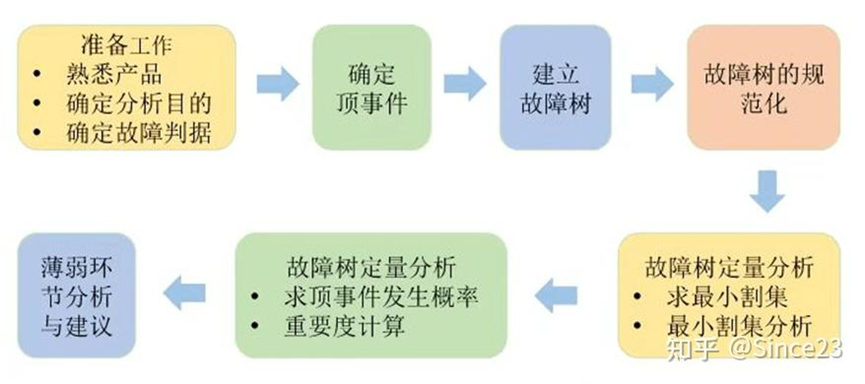 准备工作
• 熟悉产品
• 确定分析目的
• 确定故障判据
确定
顶事件
建立
故障树
故障树的规
范化
故障树定量分析
• 求最小割集
• 最小割集分析
故障树定量分析
• 求顶事件发生概率
• 重要度计算
薄弱环
节分析
与建议
知乎 @Since23